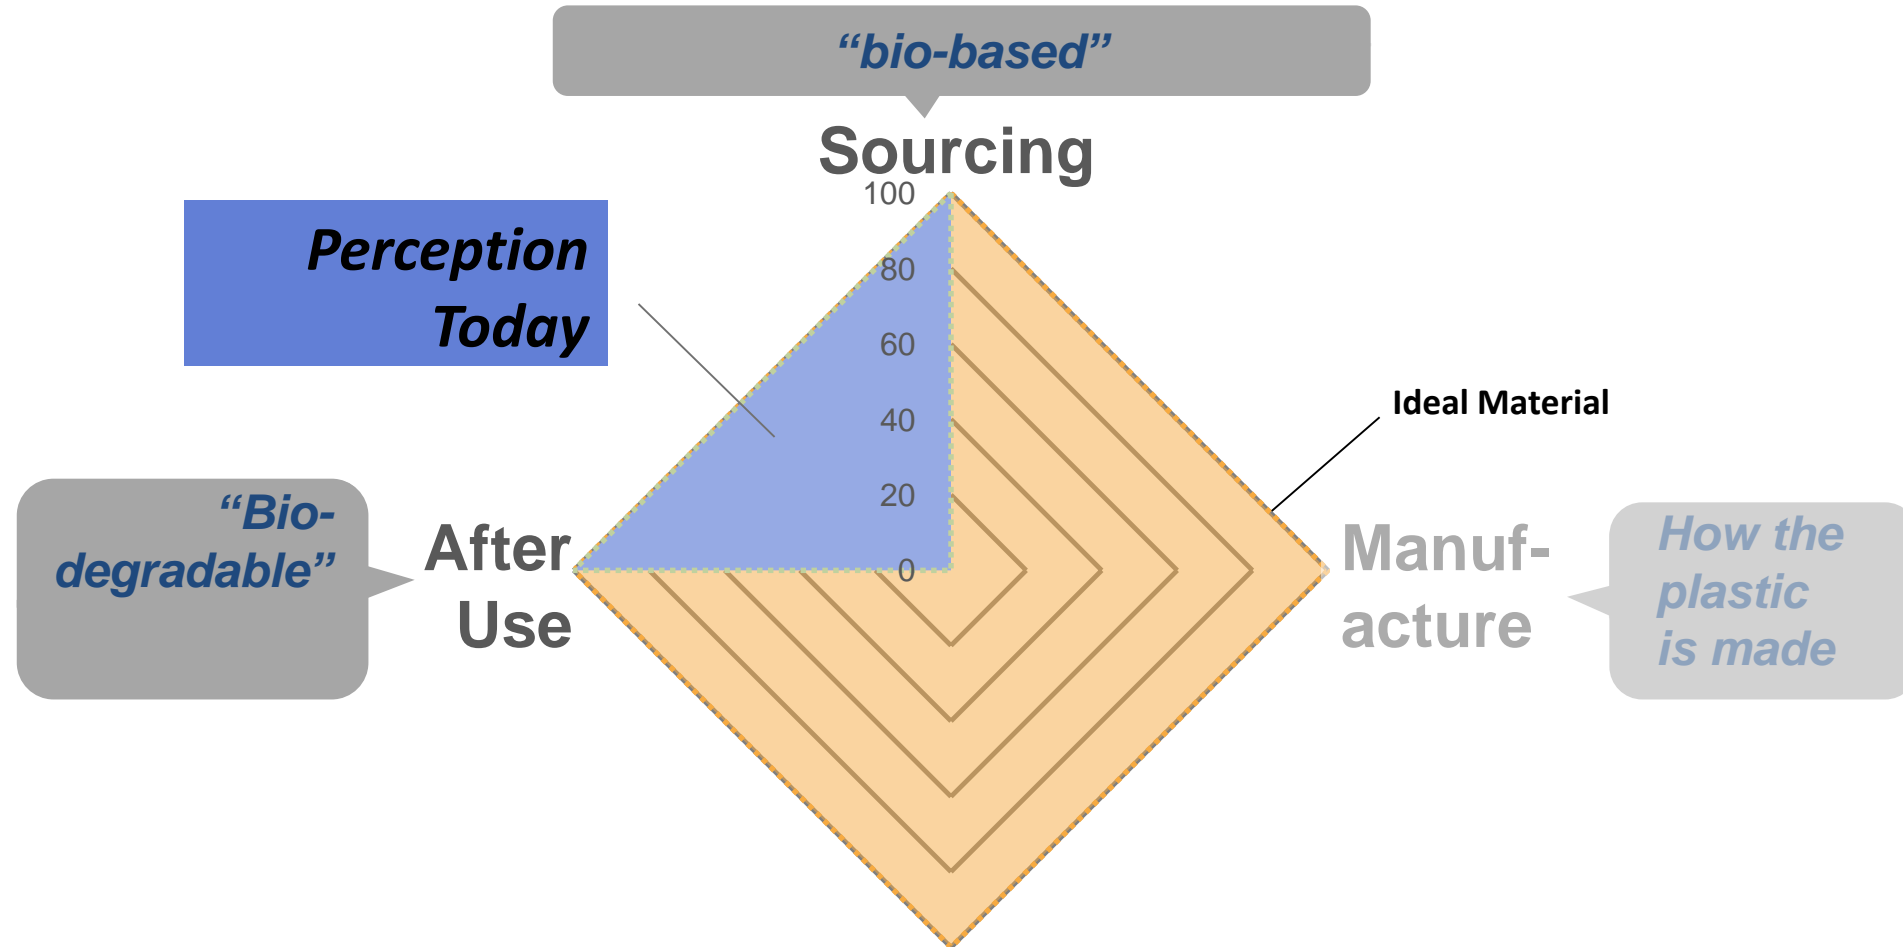 “bio-based”
Sourcing
100
80
60
40
20
0
Perception
Today
Ideal Material
“Bio-
degradable”
After
Use
Manuf-
acture
How the
plastic
is made